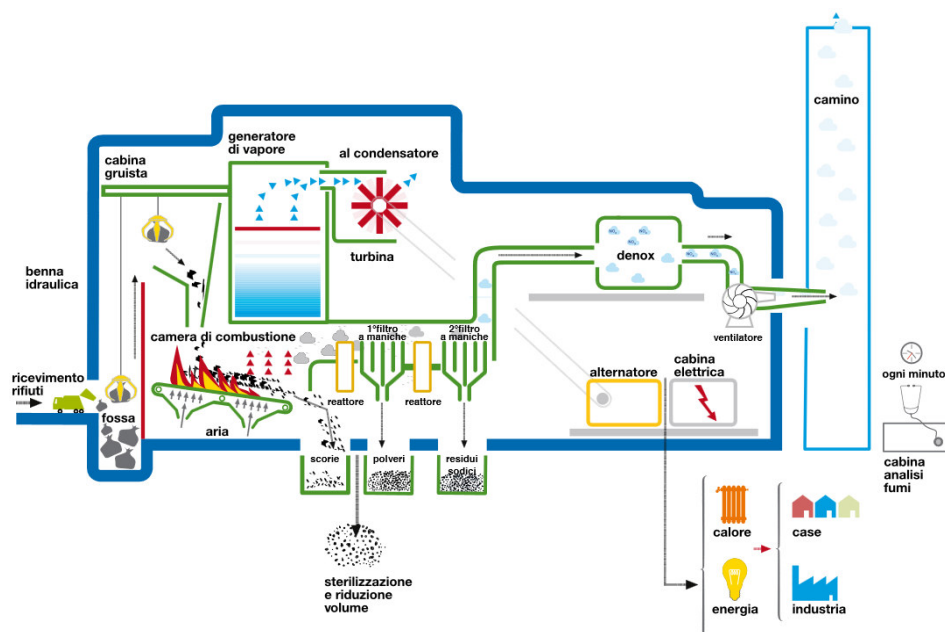 camino
generatore
di vapore
al condensatore
cabina
gruista
turbina
denox
benna
idraulica
ventilatore
camera di combustione
1°filtro
a maniche
2°filtro
a maniche
cabina
elettrica
alternatore
ogni minuto
ricevimento
rifiuti
reattore
reattore
fossa
aria
scorie
polveri
residui
sodici
cabina
analisi
fumi
calore
case
sterilizzazione
e riduzione
volume
energia
industria